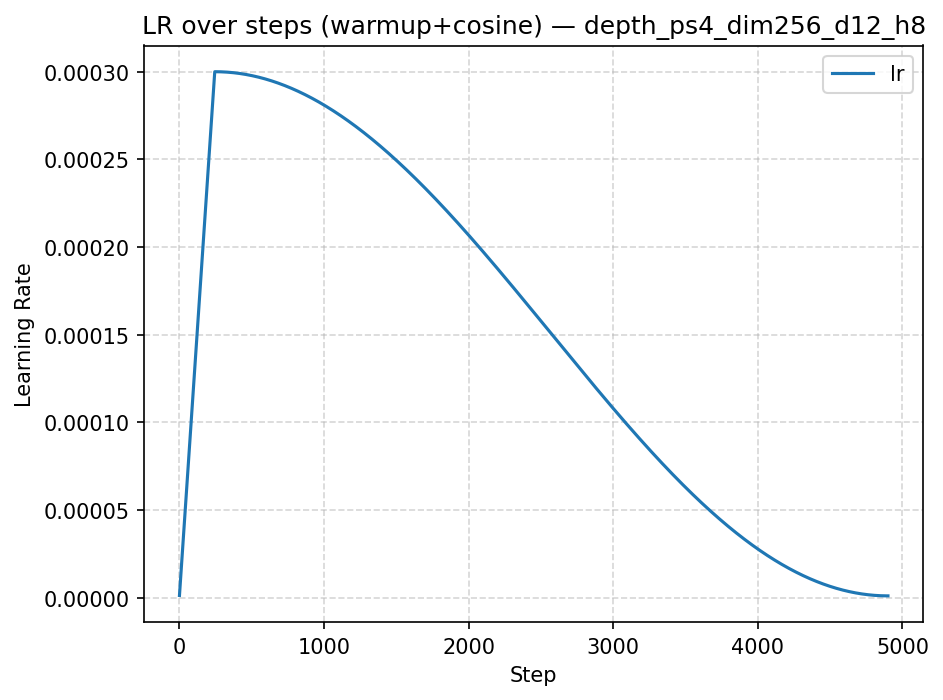 LR over steps (warmup+cosine) — depth_ps4_dim256_d12_h8
lr
0.00030
0.00025
0.00020
0.00015
0.00010
0.00005
0.00000
Learning Rate
0 1000 2000 3000 4000 5000
Step